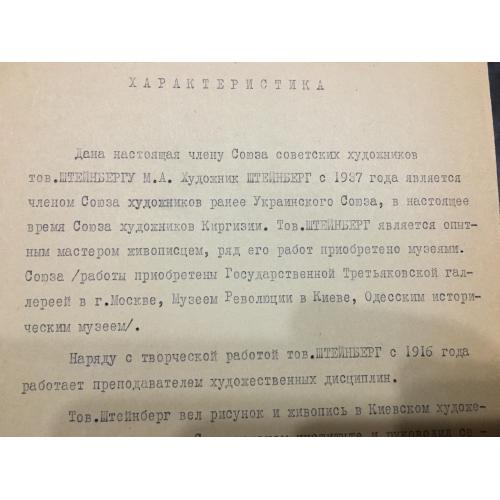 ХАРАКТЕРИСТИКА
Дана настоящая члену Союза советских художников
тов.ШТЕЙНБЕРГУ М.А. Художник ШТЕЙНБЕРГ с 1937 года является
членом Союза художников ранее Украинского Союза, в настоящее
время Союза художников Киргизии. Тов.ШТЕЙНБЕРГ является опыт-
ным мастером живописцем, ряд его работ приобретено музеями.
Союза /работы приобретены Государственной Третьяковской гал-
лереей в г.Москве, Музеем Революции в Киеве, Одесским истори-
ческим музеем/.
Наряду с творческой работой тов.ШТЕЙНБЕРГ с 1916 года
работает преподавателем художественных дисциплин.
Тов.Штейнберг вел рисунок и живопись в Киевском художе-
институте и руководил се-